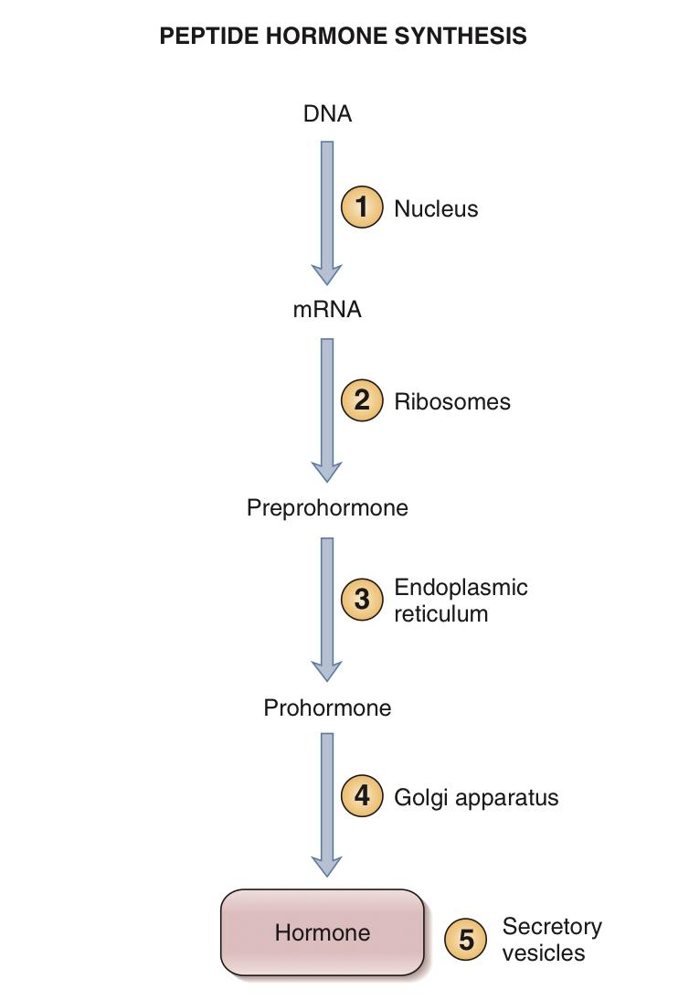 PEPTIDE HORMONE SYNTHESIS
DNA
1 Nucleus
mRNA
2 Ribosomes
Preprohormone
3 Endoplasmic
reticulum
Prohormone
4 Golgi apparatus
Hormone
5 Secretory
vesicles